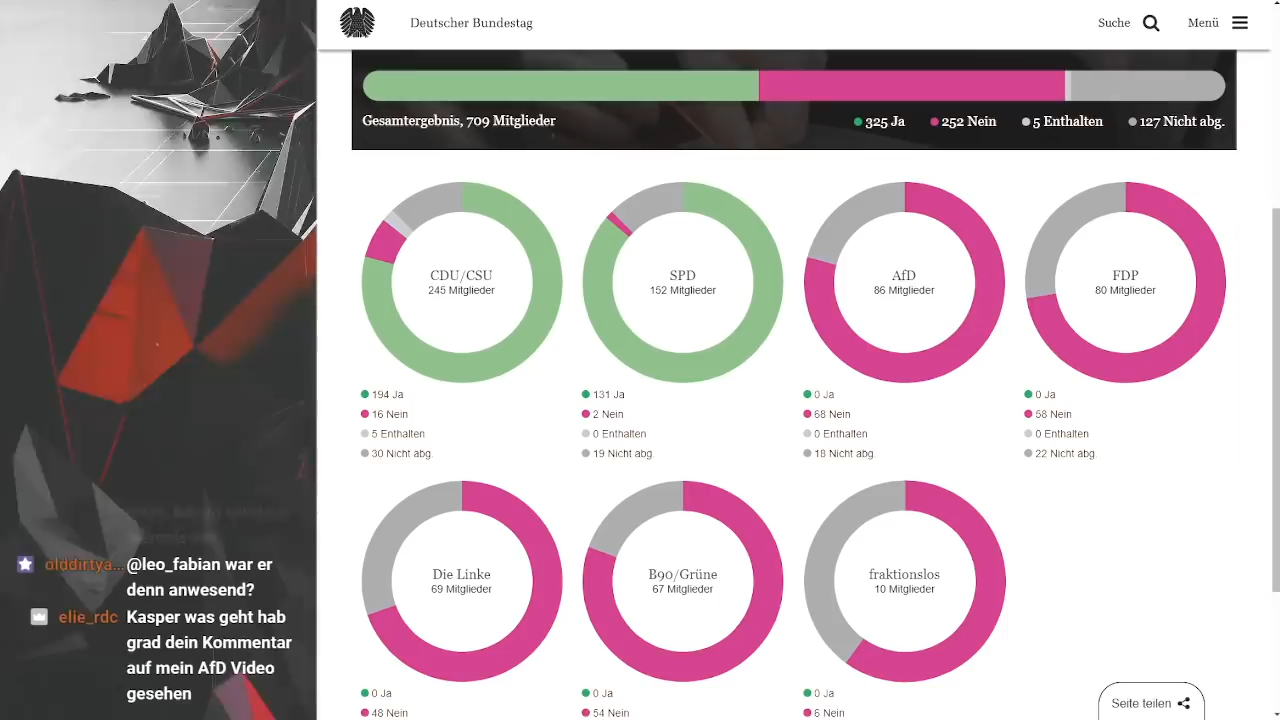 Deutscher Bundestag
Suche
Menü
Gesamtergebnis, 709 Mitglieder
325 Ja
252 Nein
5 Enthalten
127 Nicht abg.
CDU/CSU
245 Mitglieder
194 Ja
16 Nein
5 Enthalten
30 Nicht abg.
SPD
152 Mitglieder
131 Ja
2 Nein
0 Enthalten
19 Nicht abg.
AfD
86 Mitglieder
0 Ja
68 Nein
0 Enthalten
18 Nicht abg.
FDP
80 Mitglieder
0 Ja
58 Nein
0 Enthalten
22 Nicht abg.
Die Linke
69 Mitglieder
0 Ja
48 Nein
B90/Grüne
67 Mitglieder
0 Ja
54 Nein
fraktionslos
10 Mitglieder
0 Ja
6 Nein
Seite teilen
olddirtya... @leo_fabian war er
denn anwesend?
elie_rdc Kasper was geht hab
grad dein Kommentar
auf mein AfD Video
gesehen